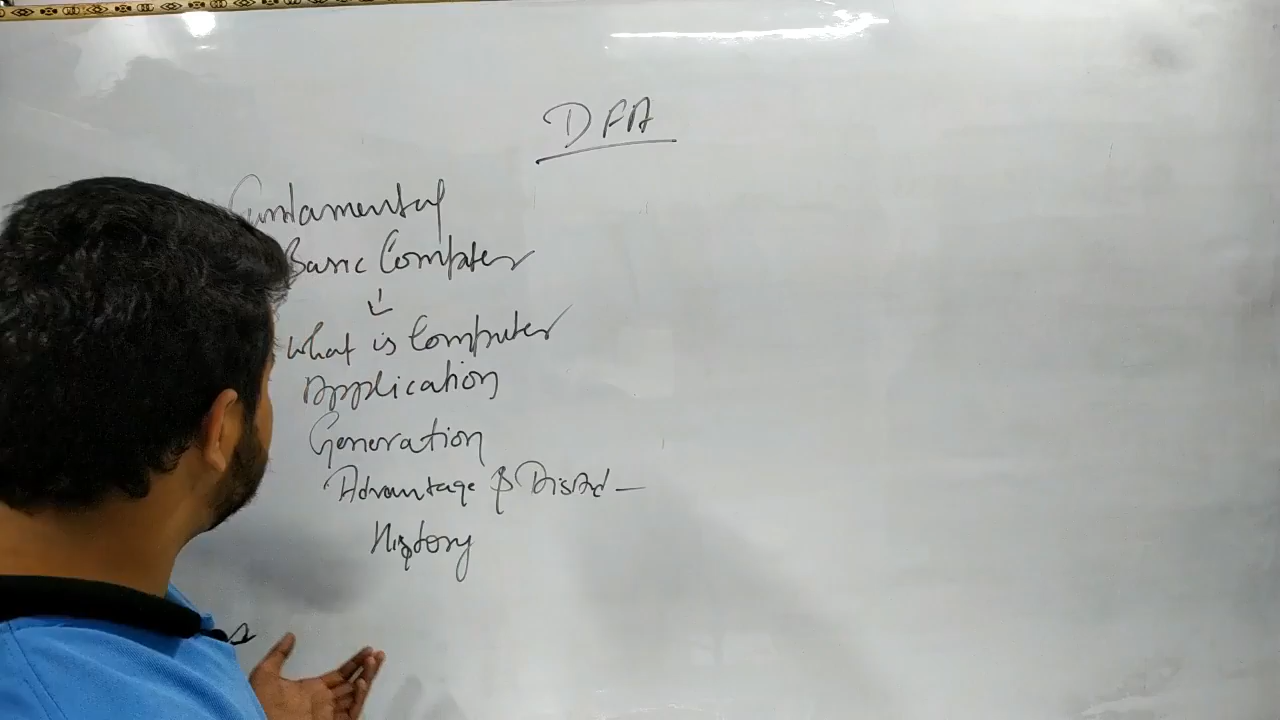 DFA
Fundamental
Basic Computer
What is Computer
Application
Generation
Advantage & DisAd -
History